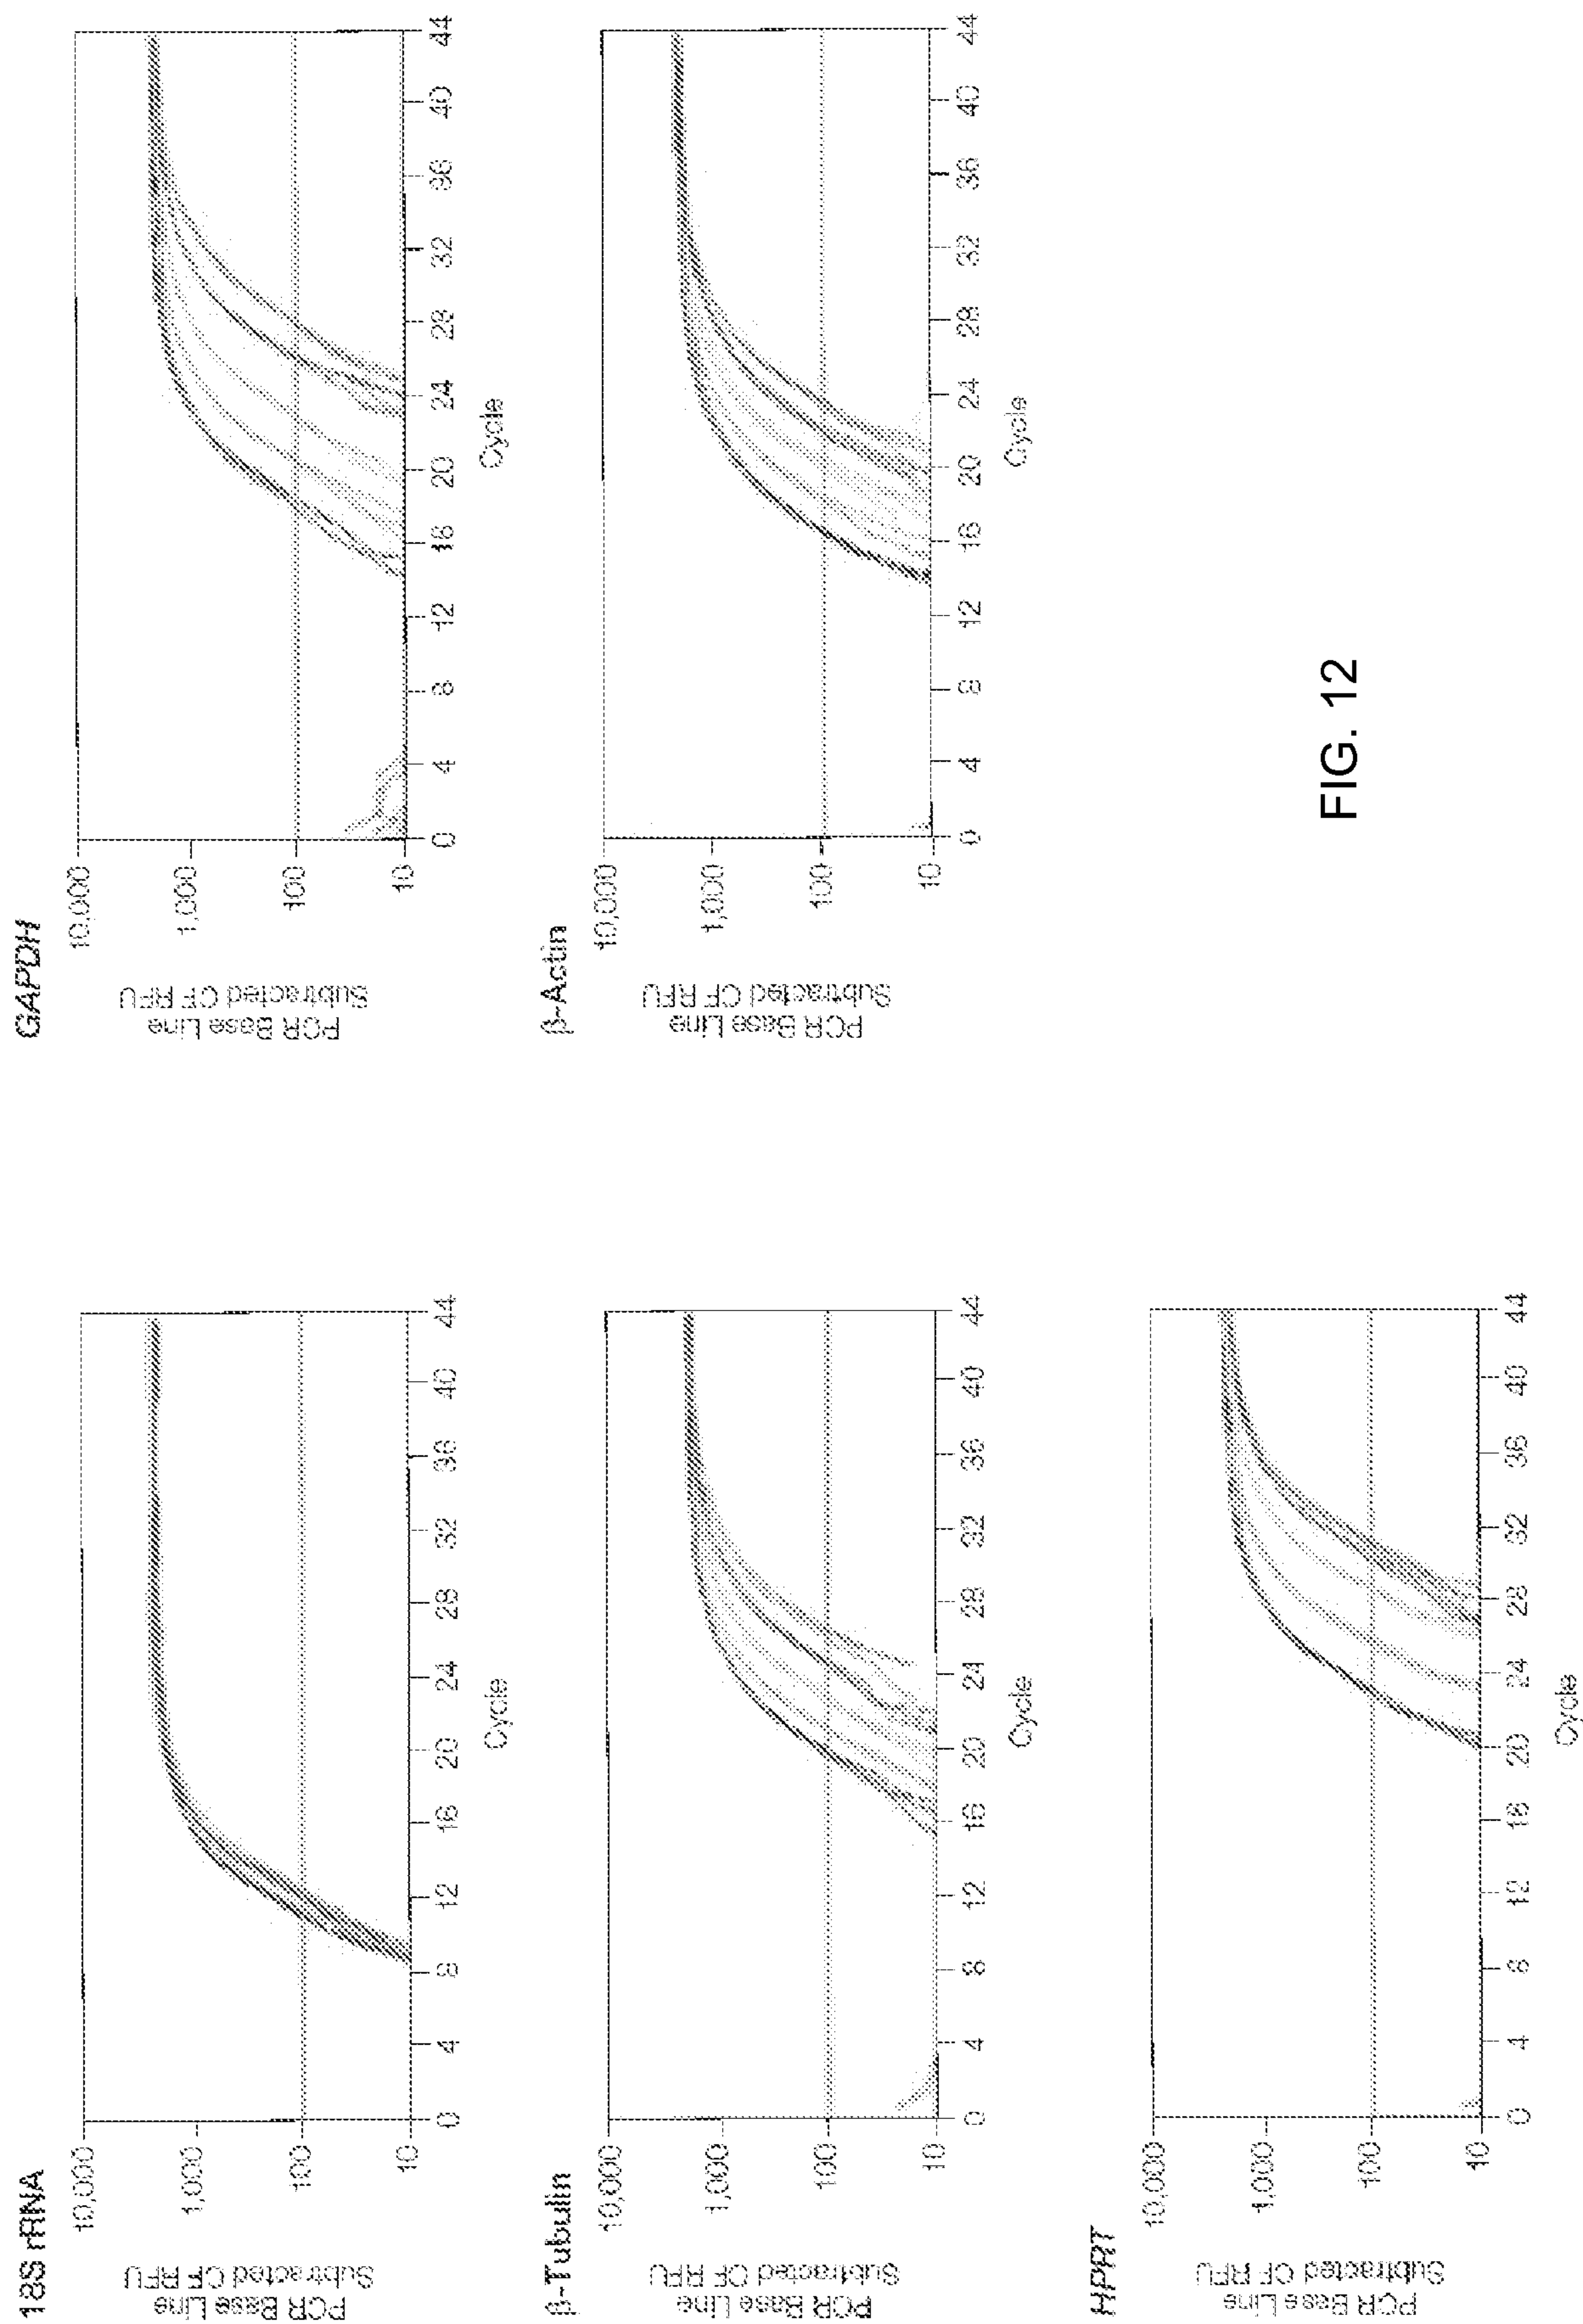 18S rRNA
PCR Base Line
Subtracted CF RFU
10,000
1,000
100
10
0 4 8 12 16 20 24 28 32 36 40 44
Cycle
GAPDH
PCR Base Line
Subtracted CF RFU
10,000
1,000
100
10
0 4 8 12 16 20 24 28 32 36 40 44
Cycle
β-Tubulin
PCR Base Line
Subtracted CF RFU
10,000
1,000
100
10
0 4 8 12 16 20 24 28 32 36 40 44
Cycle
β-Actin
PCR Base Line
Subtracted CF RFU
10,000
1,000
100
10
0 4 8 12 16 20 24 28 32 36 40 44
Cycle
HPRT
PCR Base Line
Subtracted CF RFU
10,000
1,000
100
10
0 4 8 12 16 20 24 28 32 36 40 44
Cycle
FIG. 12